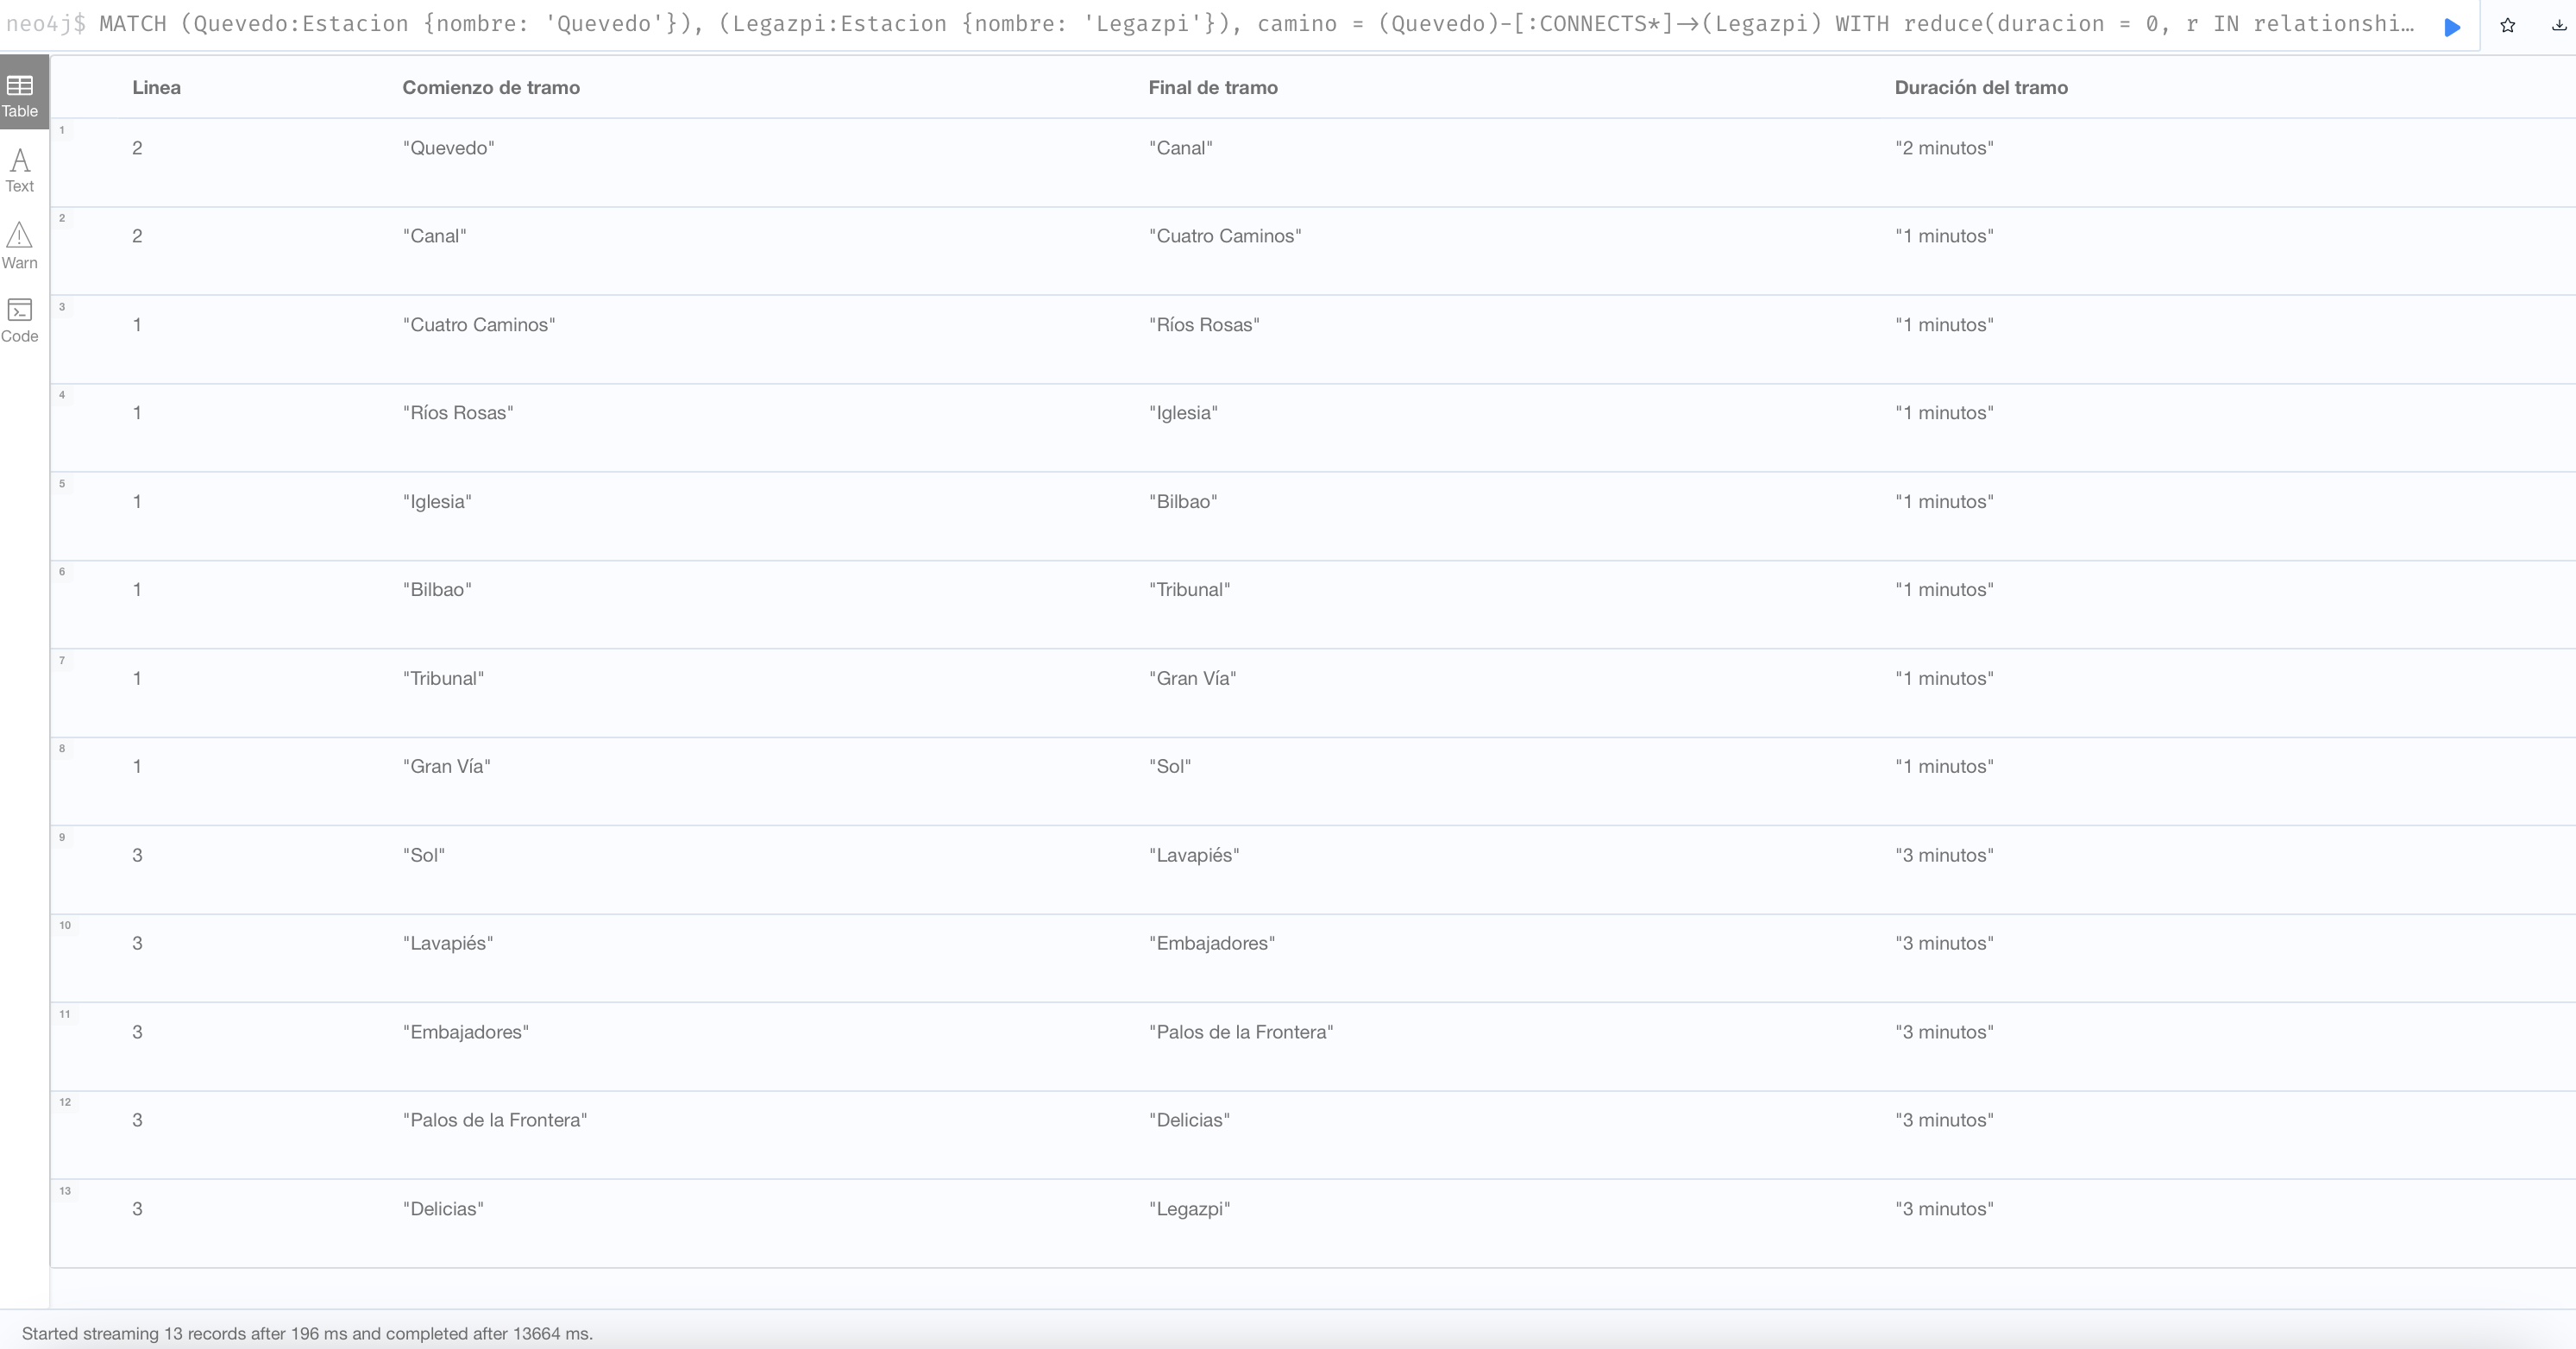 neo4j$ MATCH (Quevedo:Estacion {nombre: 'Quevedo'}), (Legazpi:Estacion {nombre: 'Legazpi'}), camino = (Quevedo)-[:CONNECTS*]->(Legazpi) WITH reduce(duracion = 0, r IN relationshi…
Table
Text
Warn
Code
Linea Comienzo de tramo Final de tramo Duración del tramo
1 2 "Quevedo" "Canal" "2 minutos"
2 2 "Canal" "Cuatro Caminos" "1 minutos"
3 1 "Cuatro Caminos" "Ríos Rosas" "1 minutos"
4 1 "Ríos Rosas" "Iglesia" "1 minutos"
5 1 "Iglesia" "Bilbao" "1 minutos"
6 1 "Bilbao" "Tribunal" "1 minutos"
7 1 "Tribunal" "Gran Vía" "1 minutos"
8 1 "Gran Vía" "Sol" "1 minutos"
9 3 "Sol" "Lavapiés" "3 minutos"
10 3 "Lavapiés" "Embajadores" "3 minutos"
11 3 "Embajadores" "Palos de la Frontera" "3 minutos"
12 3 "Palos de la Frontera" "Delicias" "3 minutos"
13 3 "Delicias" "Legazpi" "3 minutos"
Started streaming 13 records after 196 ms and completed after 13664 ms.